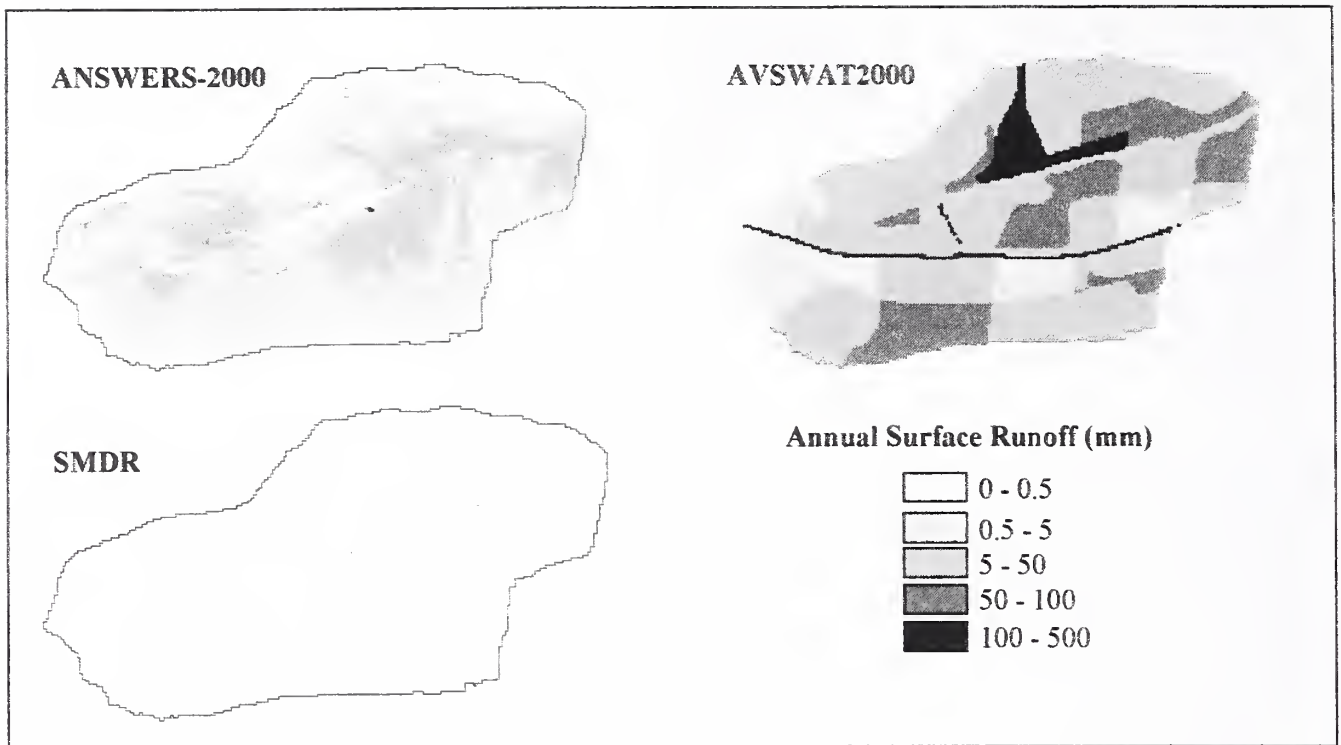 ANSWERS-2000
AVSWAT2000
SMDR
Annual Surface Runoff (mm)
0 - 0.5
0.5 - 5
5 - 50
50 - 100
100 - 500